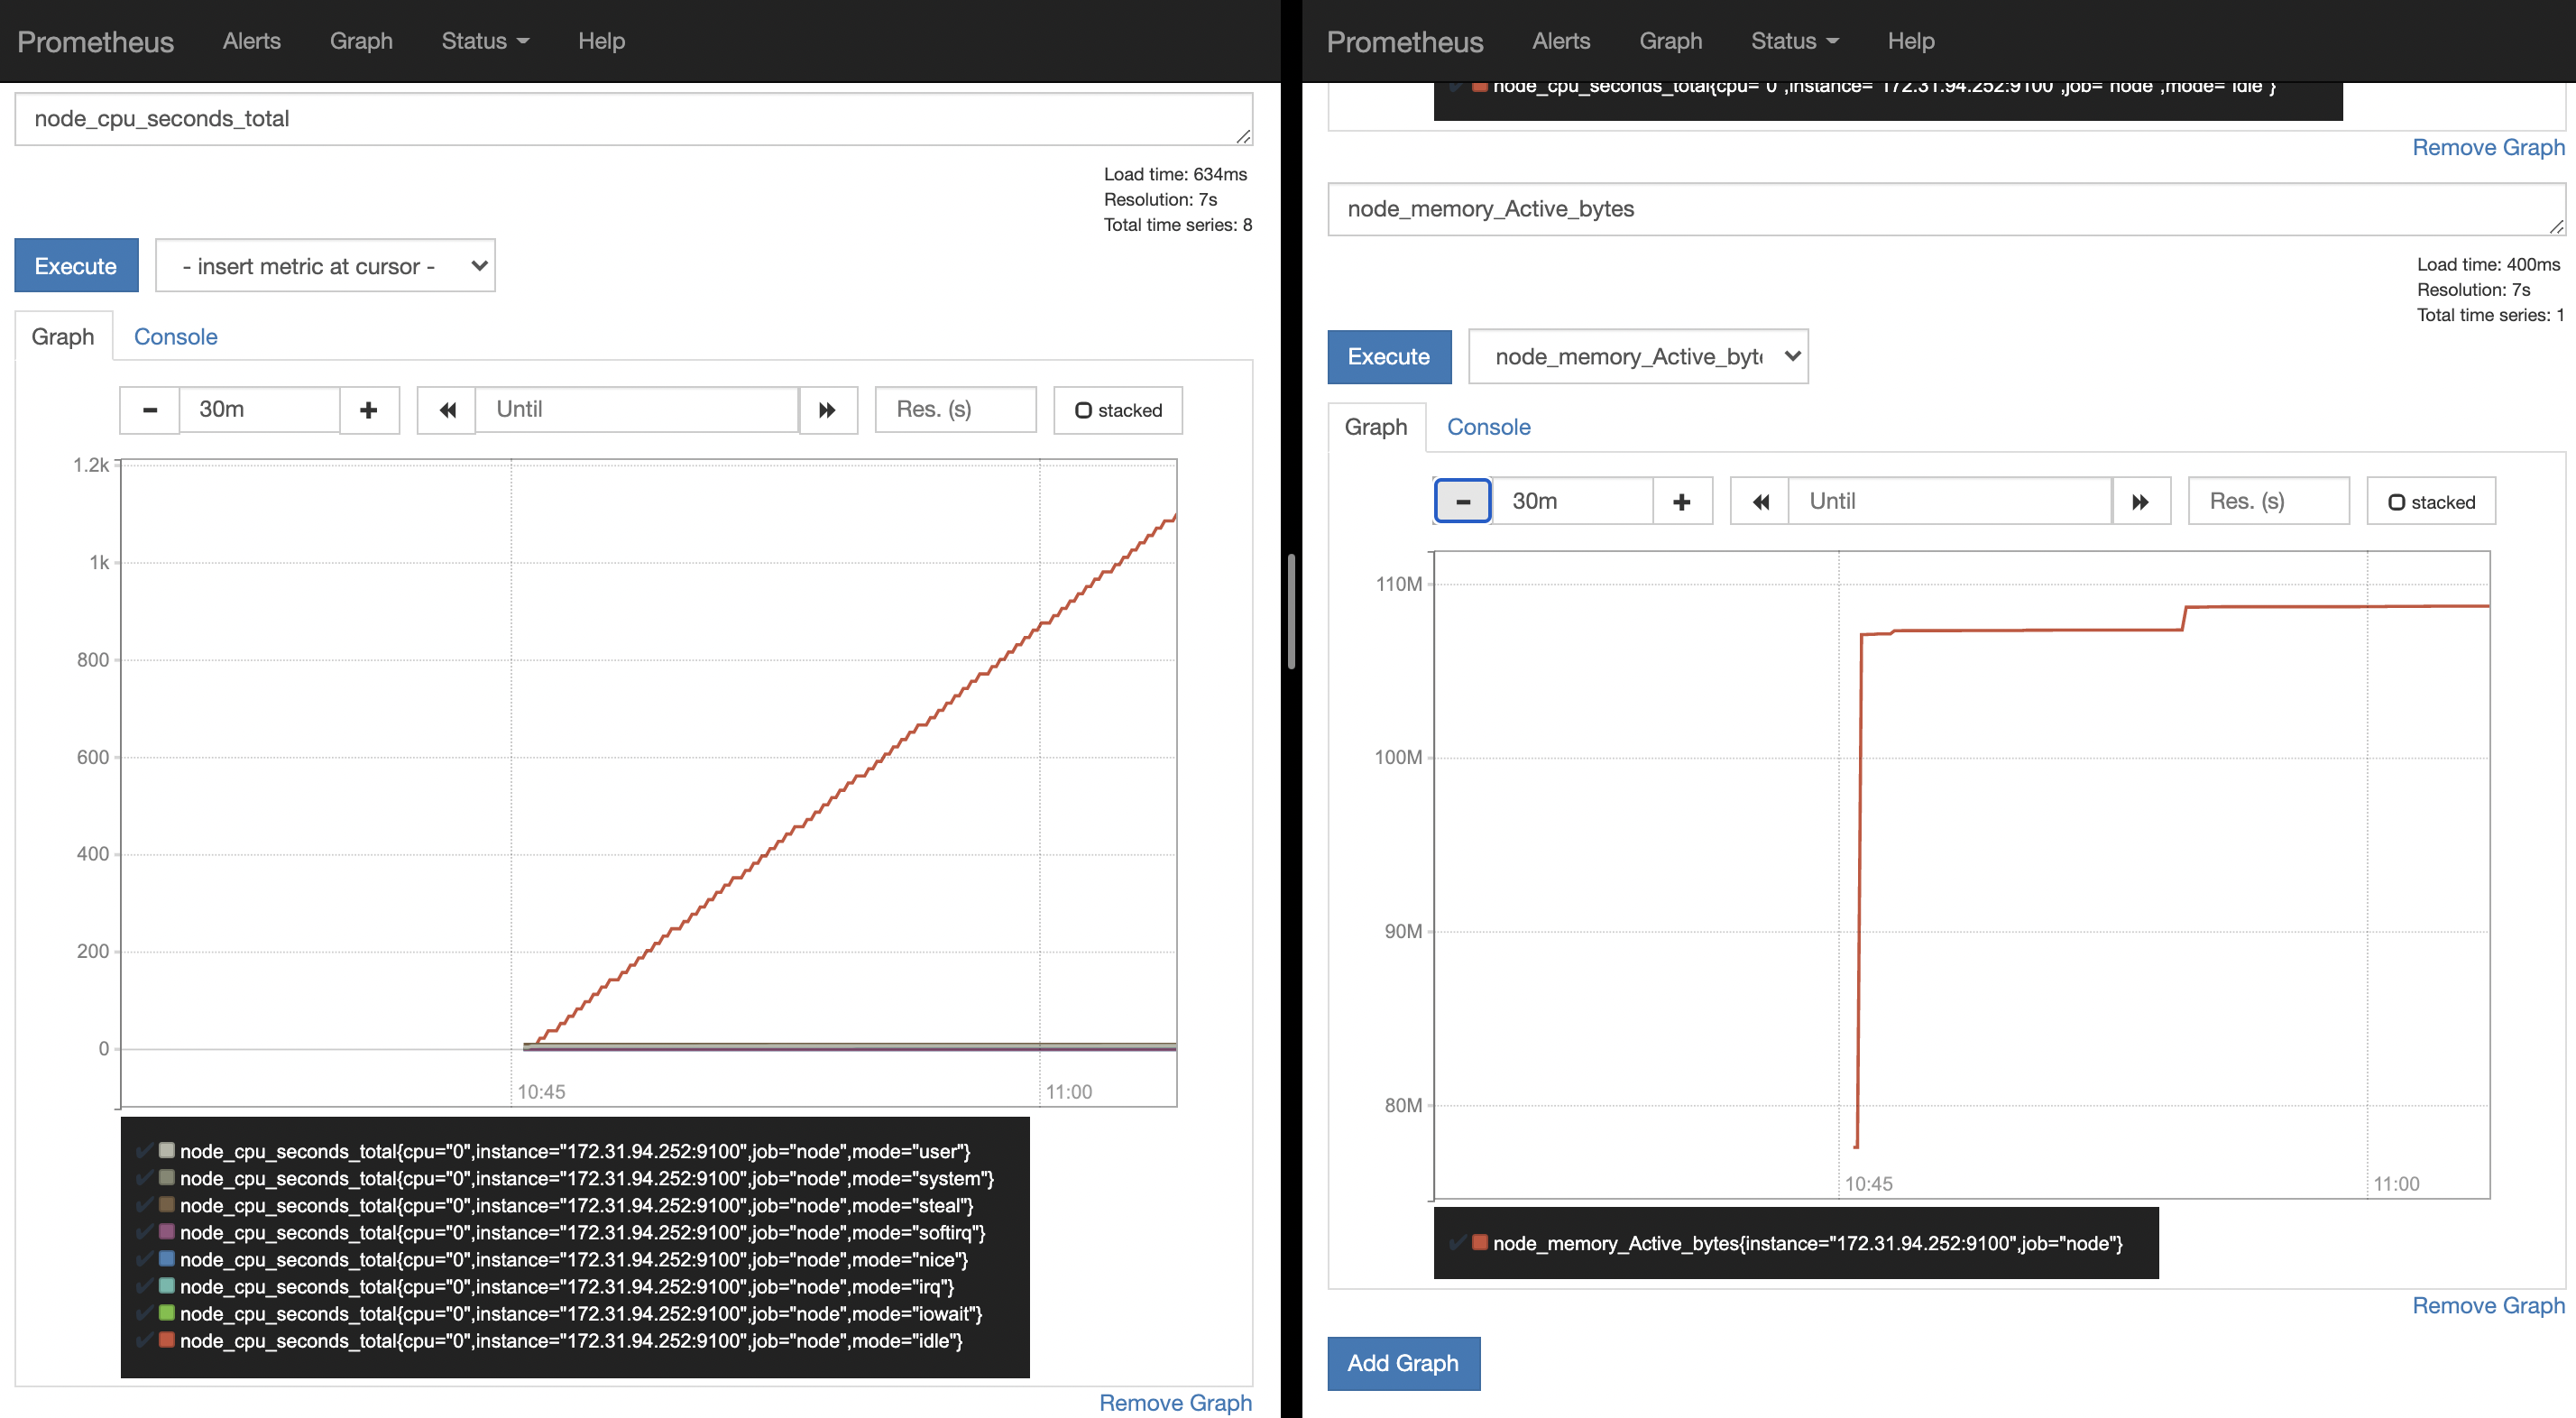 Prometheus Alerts Graph Status Help
node_cpu_seconds_total
Load time: 634ms
Resolution: 7s
Total time series: 8
Execute - insert metric at cursor -
Graph Console
30m Until Res. (s) stacked
1.2k
1k
800
600
400
200
0
10:45 11:00
node_cpu_seconds_total{cpu="0",instance="172.31.94.252:9100",job="node",mode="user"}
node_cpu_seconds_total{cpu="0",instance="172.31.94.252:9100",job="node",mode="system"}
node_cpu_seconds_total{cpu="0",instance="172.31.94.252:9100",job="node",mode="steal"}
node_cpu_seconds_total{cpu="0",instance="172.31.94.252:9100",job="node",mode="softirq"}
node_cpu_seconds_total{cpu="0",instance="172.31.94.252:9100",job="node",mode="nice"}
node_cpu_seconds_total{cpu="0",instance="172.31.94.252:9100",job="node",mode="irq"}
node_cpu_seconds_total{cpu="0",instance="172.31.94.252:9100",job="node",mode="iowait"}
node_cpu_seconds_total{cpu="0",instance="172.31.94.252:9100",job="node",mode="idle"}
Remove Graph
Prometheus Alerts Graph Status Help
node_cpu_seconds_total{cpu="0",instance="172.31.94.252:9100",job="node",mode="idle"}
Remove Graph
node_memory_Active_bytes
Load time: 400ms
Resolution: 7s
Total time series: 1
Execute node_memory_Active_byt
Graph Console
30m Until Res. (s) stacked
110M
100M
90M
80M
10:45 11:00
node_memory_Active_bytes{instance="172.31.94.252:9100",job="node"}
Remove Graph
Add Graph